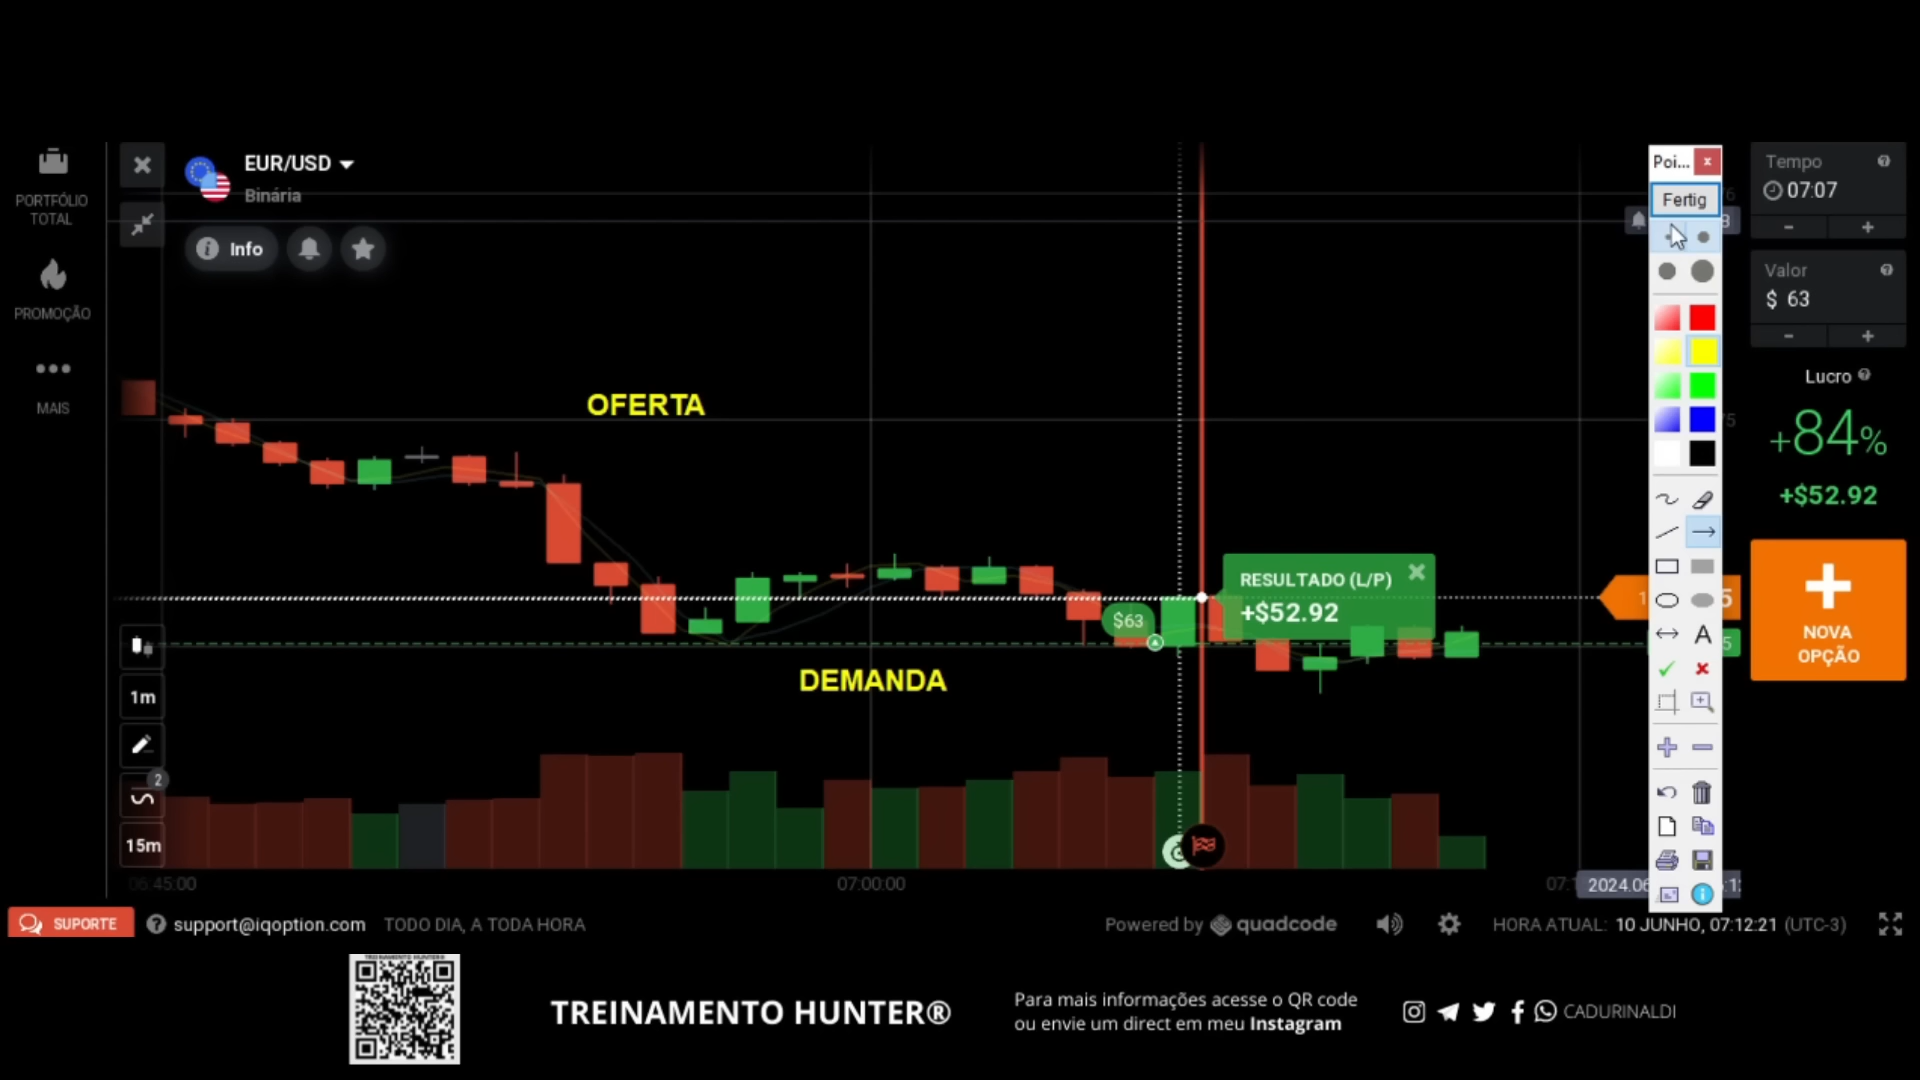 PORTFÓLIO
TOTAL
PROMOÇÃO
MAIS
EUR/USD
Binária
Info
OFERTA
DEMANDA
$63
RESULTADO (L/P)
+$52.92
1m
2
15m
06:45:00
07:00:00
Poi...
Fertig
A
Tempo
07:07
Valor
$ 63
Lucro
+84%
+$52.92
NOVA
OPÇÃO
SUPORTE
support@iqoption.com
TODO DIA, A TODA HORA
Powered by quadcode
HORA ATUAL: 10 JUNHO, 07:12:21 (UTC-3)
TREINAMENTO HUNTER®
Para mais informações acesse o QR code
ou envie um direct em meu Instagram
CADURINALDI